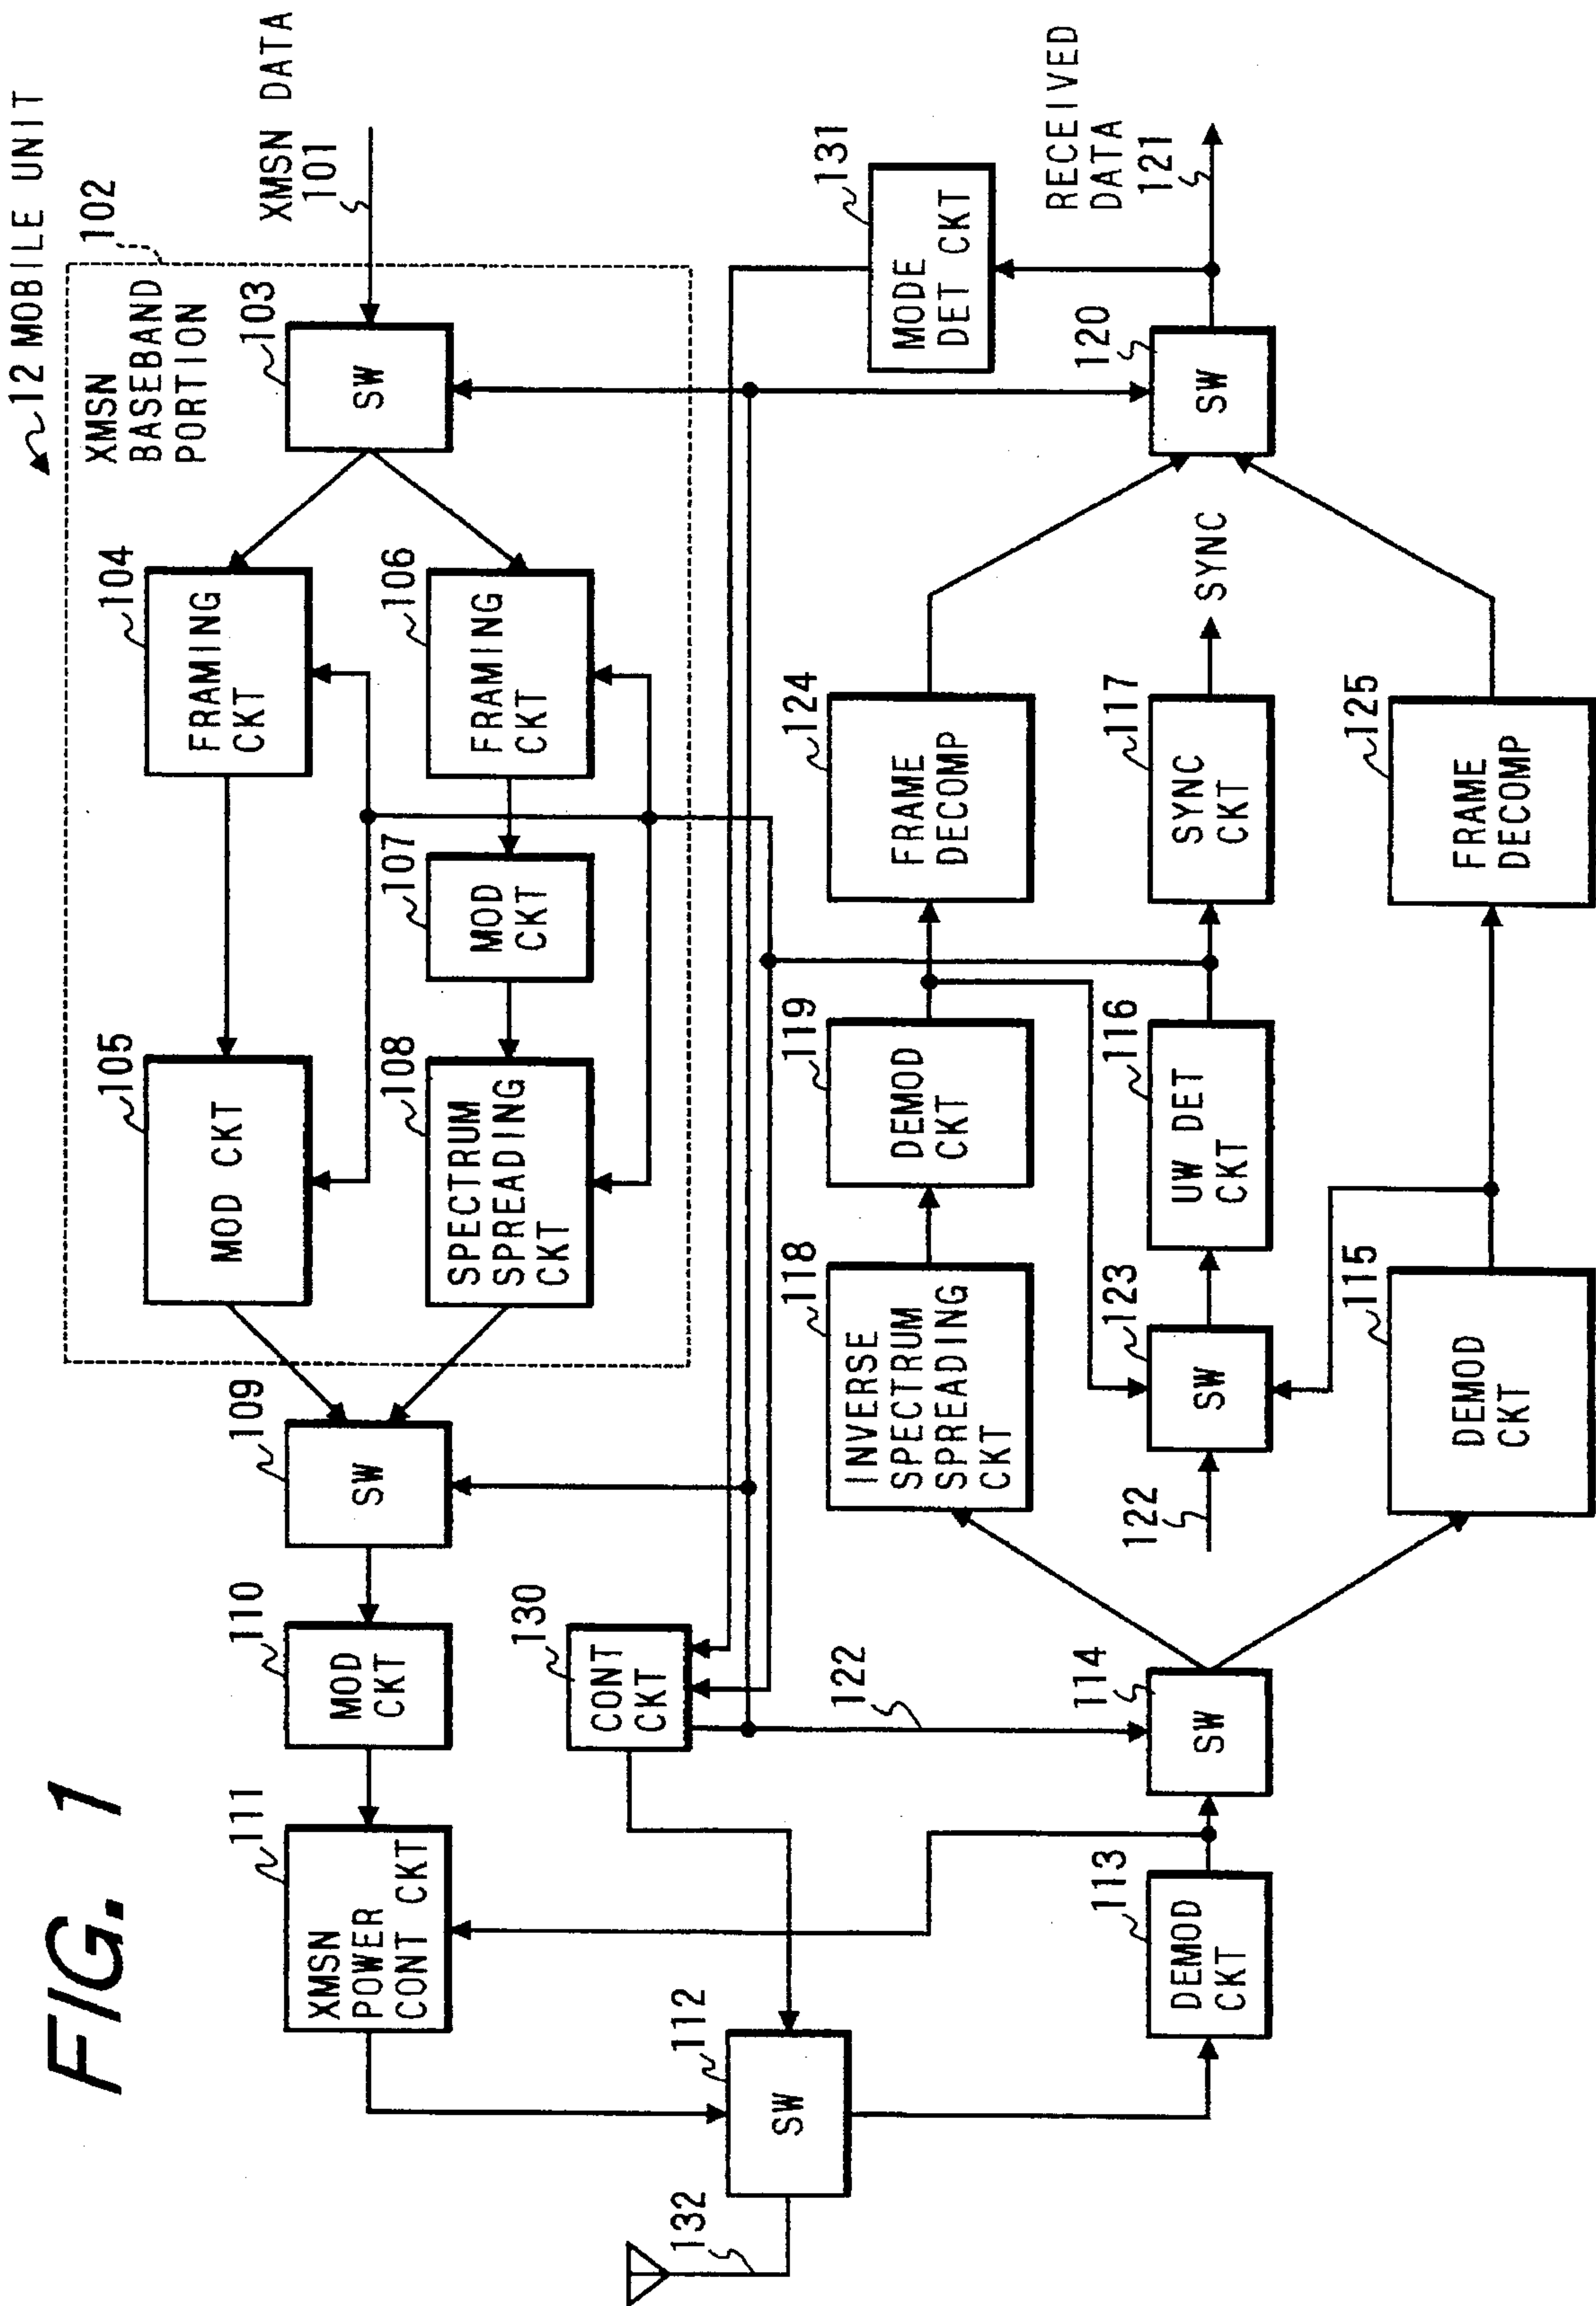 FIG. 1
12 MOBILE UNIT
102
XMSN
BASEBAND
PORTION
XMSN DATA
101
103
SW
104
FRAMING
CKT
105
MOD CKT
106
FRAMING
CKT
107
MOD
CKT
108
SPECTRUM
SPREADING
CKT
109
SW
110
MOD
CKT
111
XMSN
POWER
CONT CKT
112
SW
132
130
CONT
CKT
122
131
MODE
DET CKT
113
DEMOD
CKT
114
SW
118
INVERSE
SPECTRUM
SPREADING
CKT
119
DEMOD
CKT
124
FRAME
DECOMP
122
123
SW
116
UW DET
CKT
117
SYNC
CKT
SYNC
115
DEMOD
CKT
125
FRAME
DECOMP
120
SW
RECEIVED
DATA
121